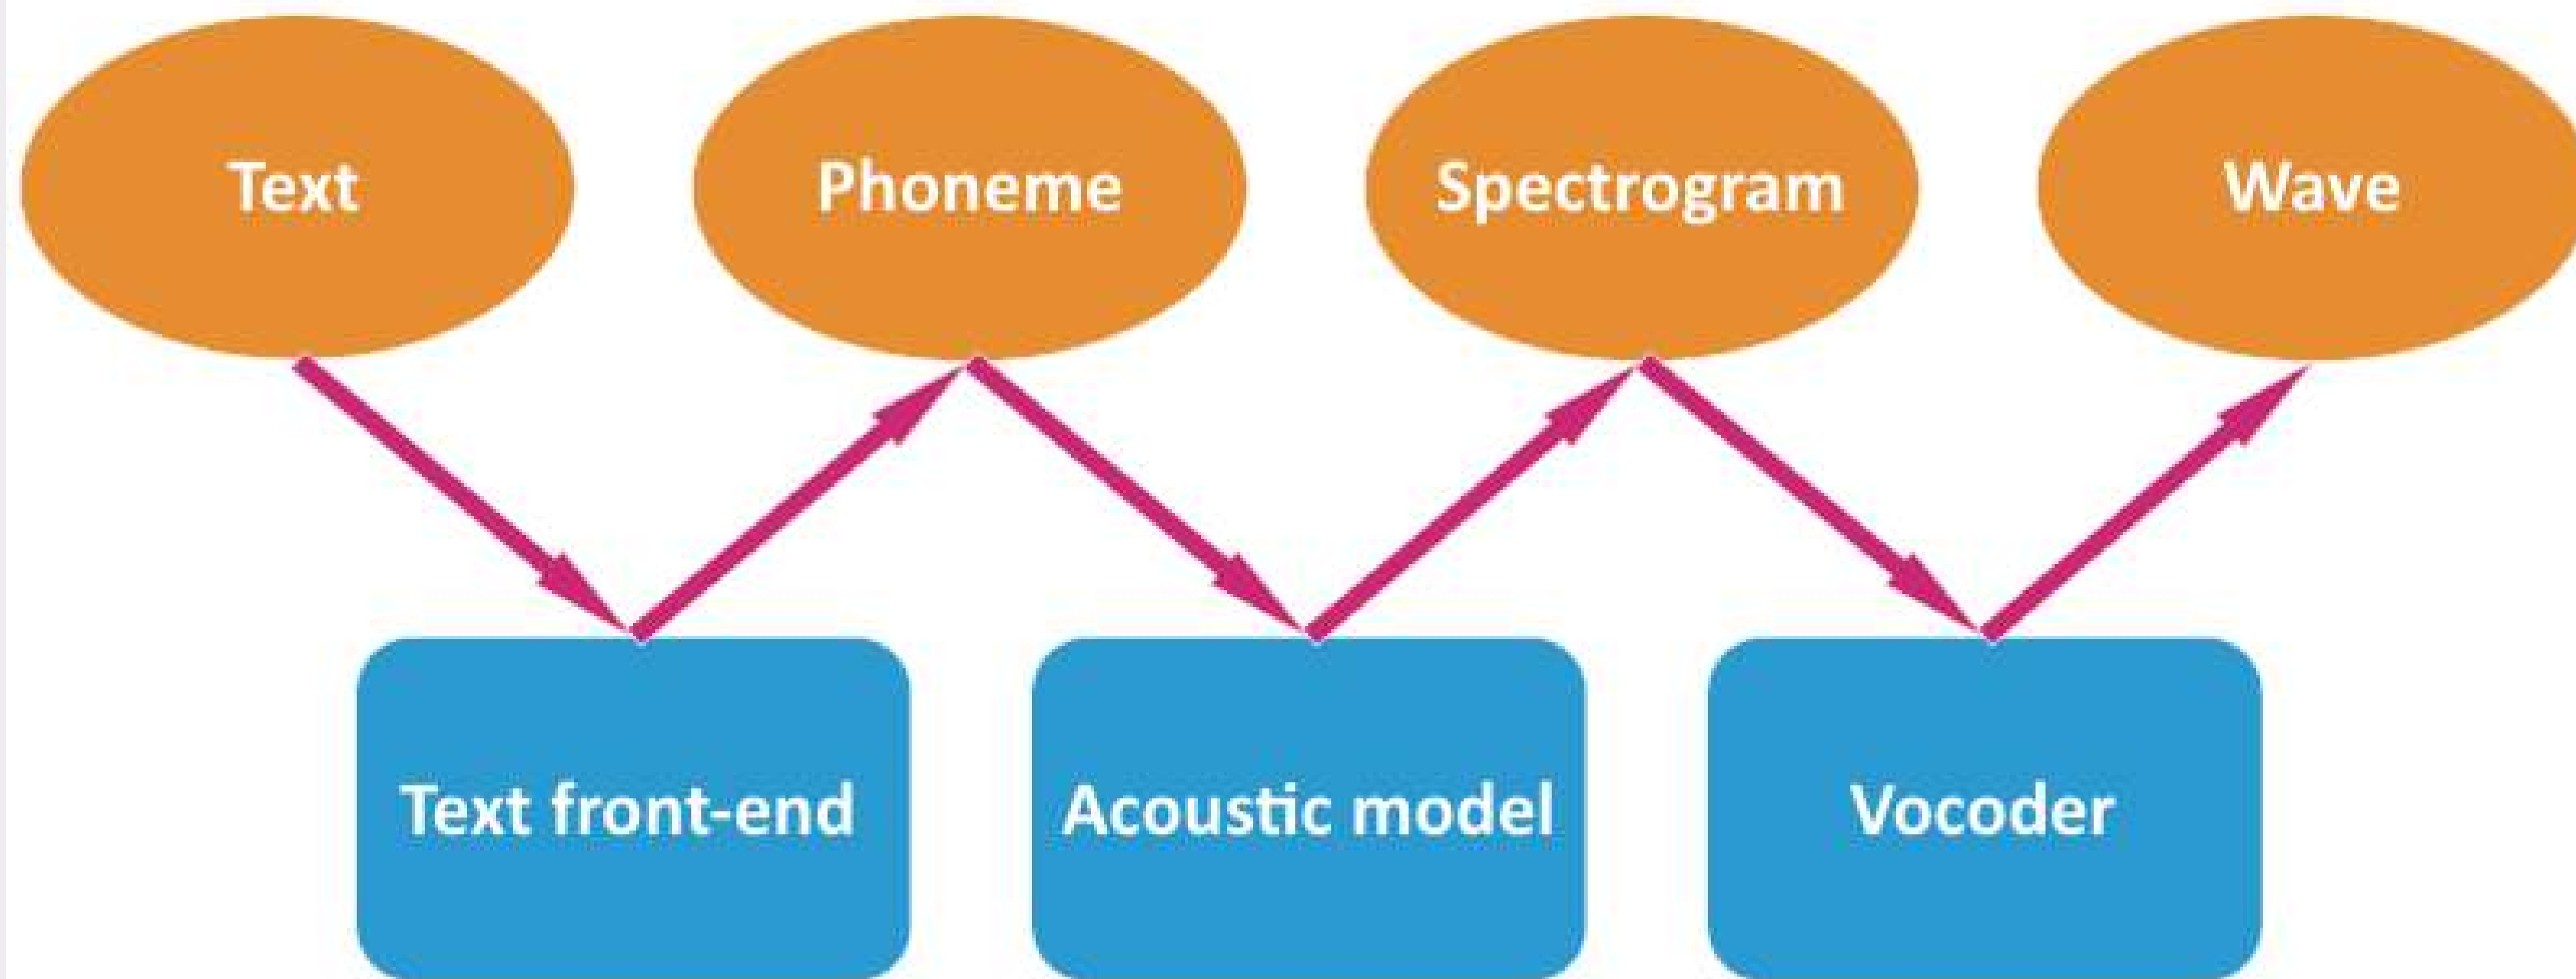 Text
Phoneme
Spectrogram
Wave
Text front-end
Acoustic model
Vocoder